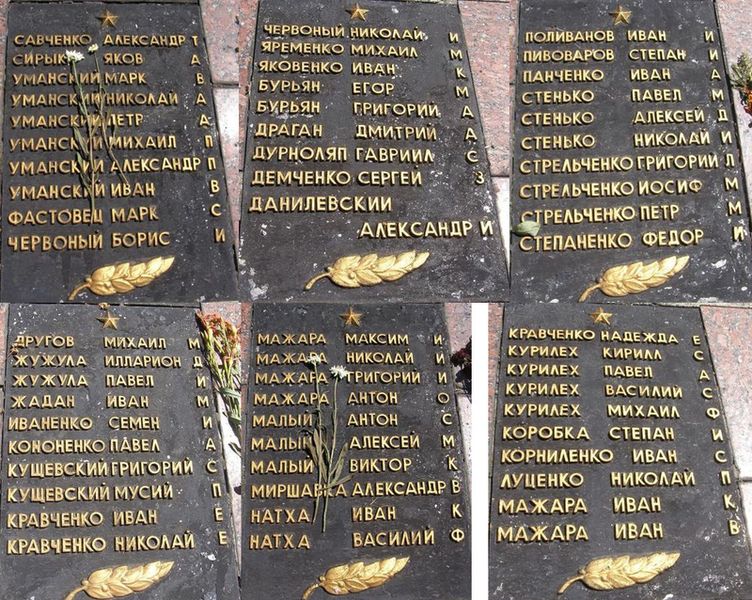 САВЧЕНКО АЛЕКСАНДР Т
СИРЫК ЯКОВ А
УМАНСКИЙ МАРК В
УМАНСКИЙ НИКОЛАЙ А
УМАНСКИЙ ПЕТР А
УМАНСКИЙ МИХАИЛ П
УМАНСКИЙ АЛЕКСАНДР П
УМАНСКИЙ ИВАН В
ФАСТОВЕЦ МАРК С
ЧЕРВОНЫЙ БОРИС И
ЧЕРВОНЫЙ НИКОЛАЙ И
ЯРЕМЕНКО МИХАИЛ М
ЯКОВЕНКО ИВАН К
БУРЬЯН ЕГОР М
БУРЬЯН ГРИГОРИЙ А
ДРАГАН ДМИТРИЙ А
ДУРНОЛЯП ГАВРИИЛ С
ДЕМЧЕНКО СЕРГЕЙ З
ДАНИЛЕВСКИЙ
АЛЕКСАНДР И
ПОЛИВАНОВ ИВАН И
ПИВОВАРОВ СТЕПАН И
ПАНЧЕНКО ИВАН А
СТЕНЬКО ПАВЕЛ М
СТЕНЬКО АЛЕКСЕЙ Д
СТЕНЬКО НИКОЛАЙ И
СТРЕЛЬЧЕНКО ГРИГОРИЙ Л
СТРЕЛЬЧЕНКО ИОСИФ М
СТРЕЛЬЧЕНКО ПЕТР М
СТЕПАНЕНКО ФЕДОР И
ДРУГОВ МИХАИЛ М
ЖУЖУЛА ИЛЛАРИОН Д
ЖУЖУЛА ПАВЕЛ И
ЖАДАН ИВАН М
ИВАНЕНКО СЕМЕН И
КОНОНЕНКО ПАВЕЛ А
КУЩЕВСКИЙ ГРИГОРИЙ С
КУЩЕВСКИЙ МУСИЙ П
КРАВЧЕНКО ИВАН Е
КРАВЧЕНКО НИКОЛАЙ Е
МАЖАРА МАКСИМ И
МАЖАРА НИКОЛАЙ И
МАЖАРА ГРИГОРИЙ И
МАЖАРА АНТОН О
МАЛЫЙ АНТОН С
МАЛЫЙ АЛЕКСЕЙ М
МАЛЫЙ ВИКТОР К
МИРШАВКА АЛЕКСАНДР В
НАТХА ИВАН К
НАТХА ВАСИЛИЙ Ф
КРАВЧЕНКО НАДЕЖДА Е
КУРИЛЕХ КИРИЛЛ С
КУРИЛЕХ ПАВЕЛ А
КУРИЛЕХ ВАСИЛИЙ С
КУРИЛЕХ МИХАИЛ Ф
КОРОБКА СТЕПАН И
КОРНИЛЕНКО ИВАН С
ЛУЦЕНКО НИКОЛАЙ П
МАЖАРА ИВАН К
МАЖАРА ИВАН В